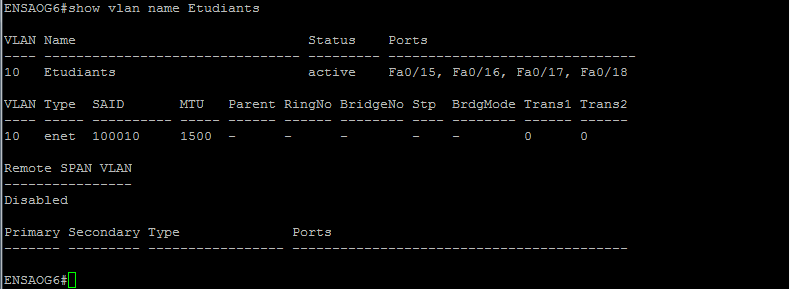 ENSAOG6#show vlan name Etudiants
VLAN Name                             Status    Ports
---- -------------------------------- --------- -------------------------------
10   Etudiants                        active    Fa0/15, Fa0/16, Fa0/17, Fa0/18
VLAN Type  SAID       MTU   Parent RingNo BridgeNo Stp  BrdgMode Trans1 Trans2
---- ----- ---------- ----- ------ ------ -------- ---- -------- ------ ------
10   enet  100010     1500  -      -      -        -    -        0      0
Remote SPAN VLAN
----------------
Disabled
Primary Secondary Type              Ports
------- --------- ----------------- ------------------------------------------
ENSAOG6#